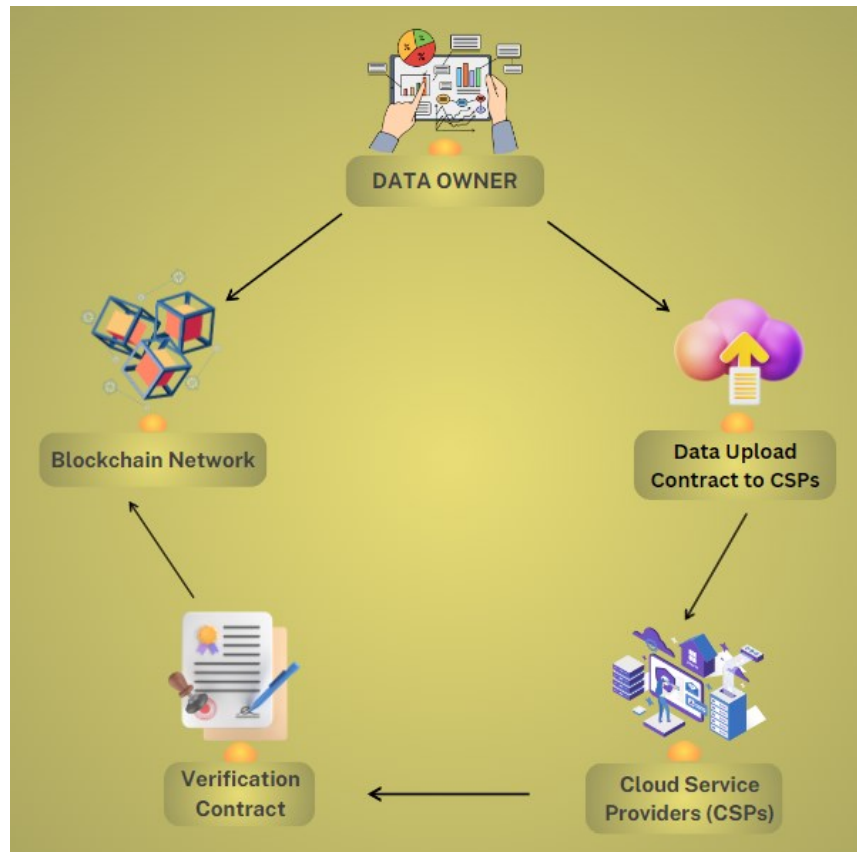 DATA OWNER
Blockchain Network
Data Upload
Contract to CSPs
Verification
Contract
Cloud Service
Providers (CSPs)